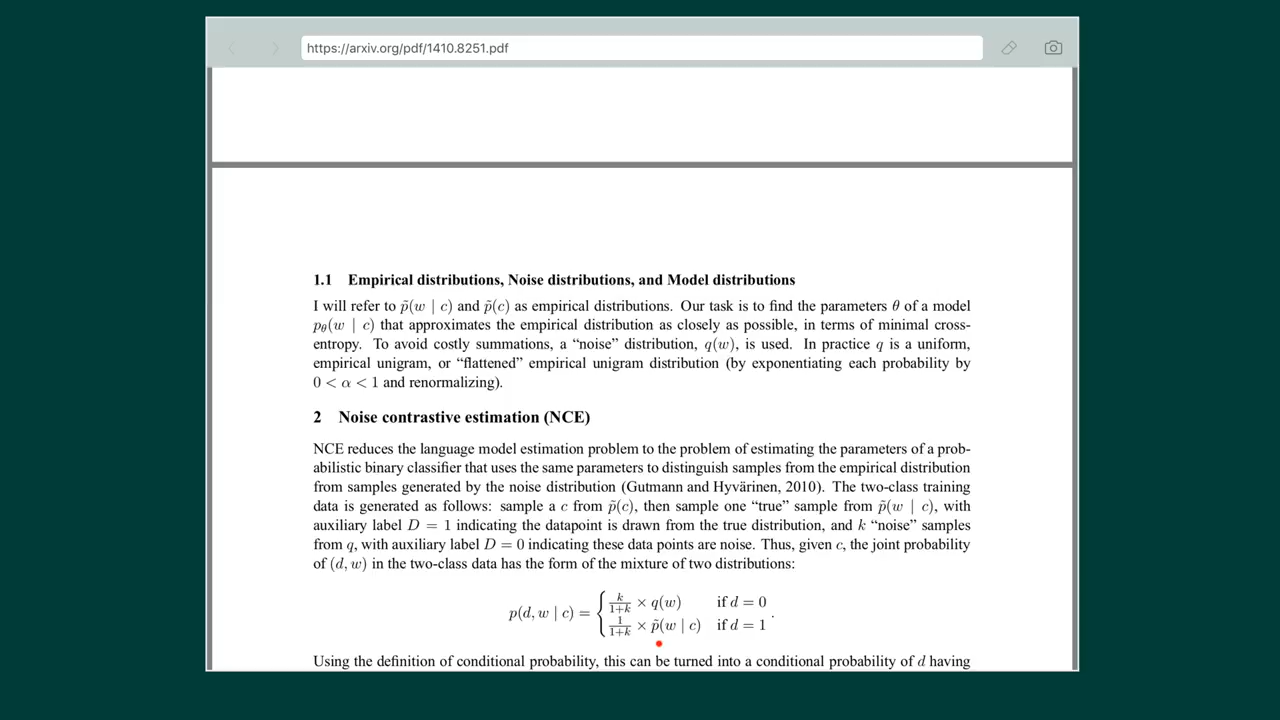 https://arxiv.org/pdf/1410.8251.pdf
1.1 Empirical distributions, Noise distributions, and Model distributions
I will refer to p̃(w | c) and p̃(c) as empirical distributions. Our task is to find the parameters θ of a model
pθ(w | c) that approximates the empirical distribution as closely as possible, in terms of minimal cross-
entropy. To avoid costly summations, a “noise” distribution, q(w), is used. In practice q is a uniform,
empirical unigram, or “flattened” empirical unigram distribution (by exponentiating each probability by
0 < α < 1 and renormalizing).
2 Noise contrastive estimation (NCE)
NCE reduces the language model estimation problem to the problem of estimating the parameters of a prob-
abilistic binary classifier that uses the same parameters to distinguish samples from the empirical distribution
from samples generated by the noise distribution (Gutmann and Hyvärinen, 2010). The two-class training
data is generated as follows: sample a c from p̃(c), then sample one “true” sample from p̃(w | c), with
auxiliary label D = 1 indicating the datapoint is drawn from the true distribution, and k “noise” samples
from q, with auxiliary label D = 0 indicating these data points are noise. Thus, given c, the joint probability
of (d, w) in the two-class data has the form of the mixture of two distributions:
p(d, w | c) = { k/(1+k) × q(w) if d = 0
1/(1+k) × p̃(w | c) if d = 1 .
Using the definition of conditional probability, this can be turned into a conditional probability of d having